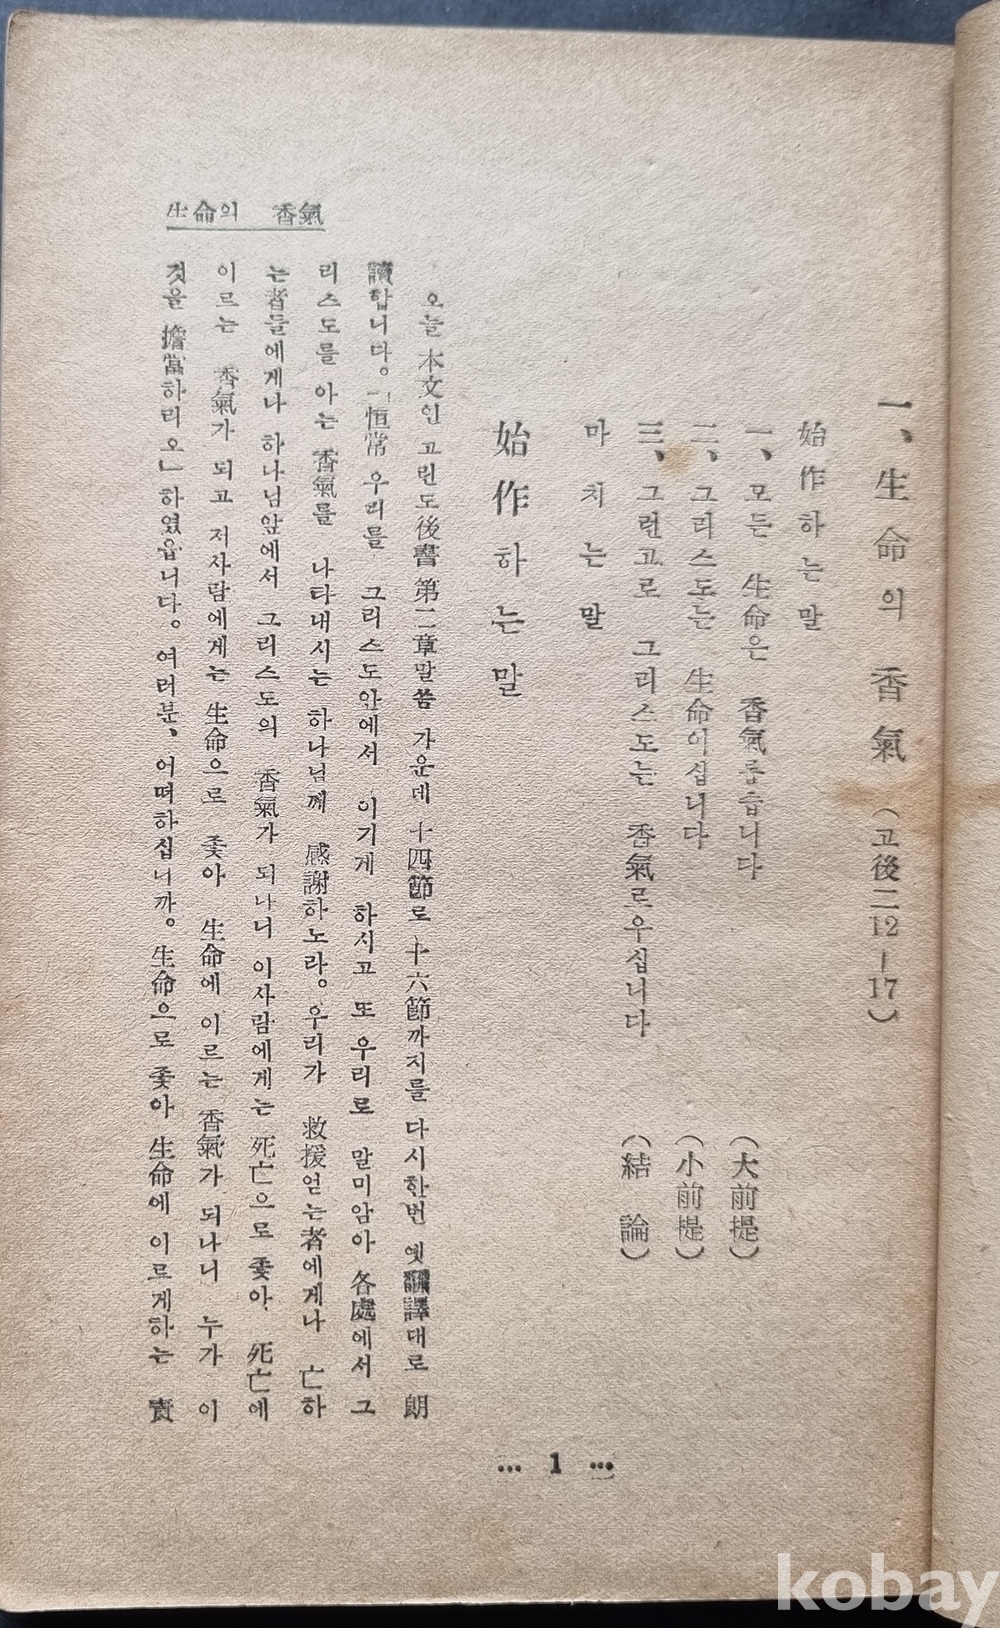 一、生命의 香氣 (고後二12-17)
始作하는 말
一、모든 生命은 香氣롭습니다 (大前提)
二、그리스도는 生命이십니다 (小前提)
三、그런고로 그리스도는 香氣르우십니다 (結論)
마치는 말
始作하는 말
오늘 本文인 고린도後書 第二章말씀 가운데 十四節로 十六節까지를 다시한번 옛飜譯대로 朗
讀합니다。「恒常 우리를 그리스도안에서 이기게 하시고 또 우리로 말미암아 各處에서 그
리스도를 아는 香氣를 나타내시는 하나님께 感謝하노라。우리가 救援얻는者에게나 亡하
는者들에게나 하나님앞에서 그리스도의 香氣가 되나니 이사람에게는 死亡으로 좇아 死亡에
이르는 香氣가 되고 저사람에게는 生命으로 좇아 生命에 이르는 香氣가 되나니 누가 이
것을 擔當하리오」하였읍니다。여러분、어떠하십니까。生命으로 좇아 生命에 이르게하는 責
生命의 香氣
… 1 …
kobay